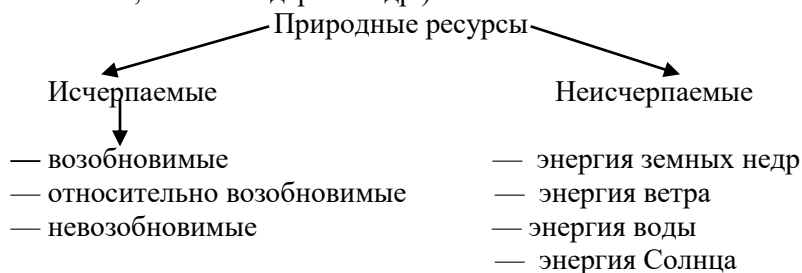 Природные ресурсы
Исчерпаемые Неисчерпаемые
— возобновимые — энергия земных недр
— относительно возобновимые — энергия ветра
— невозобновимые — энергия воды
— энергия Солнца